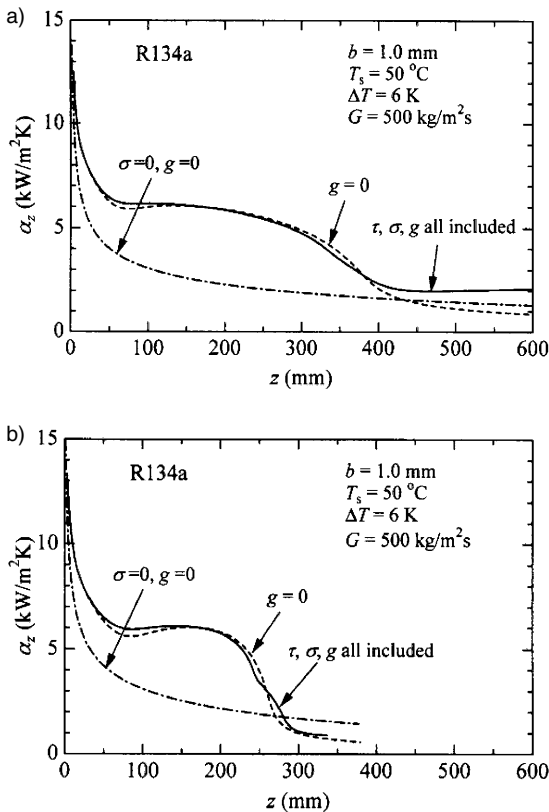 a)
15
10
5
0
α_z (kW/m²K)
R134a
b = 1.0 mm
T_s = 50 °C
ΔT = 6 K
G = 500 kg/m²s
σ=0, g=0
g = 0
τ, σ, g all included
0 100 200 300 400 500 600
z (mm)
b)
15
10
5
0
α_z (kW/m²K)
R134a
b = 1.0 mm
T_s = 50 °C
ΔT = 6 K
G = 500 kg/m²s
σ=0, g=0
g = 0
τ, σ, g all included
0 100 200 300 400 500 600
z (mm)